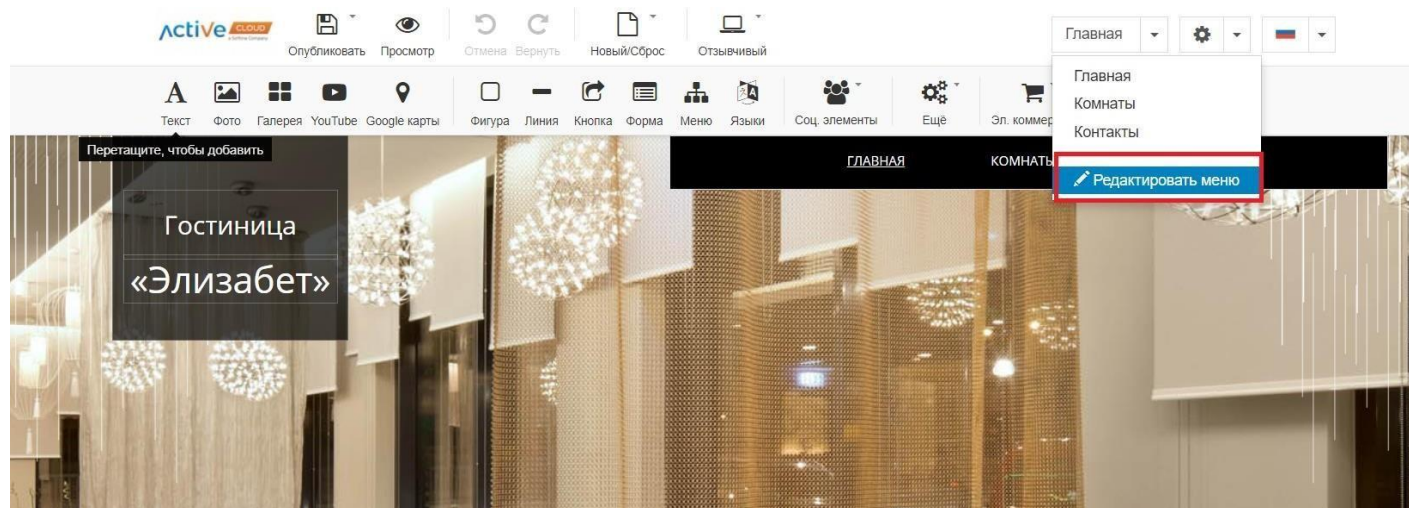 Active CLOUD
Опубликовать Просмотр Отмена Вернуть Новый/Сброс Отзывчивый Главная
Главная
Комнаты
Контакты
Редактировать меню
Текст Фото Галерея YouTube Google карты Фигура Линия Кнопка Форма Меню Языки Соц. элементы Ещё Эл. коммер
Перетащите, чтобы добавить
ГЛАВНАЯ КОМНАТЫ
Гостиница
«Элизабет»